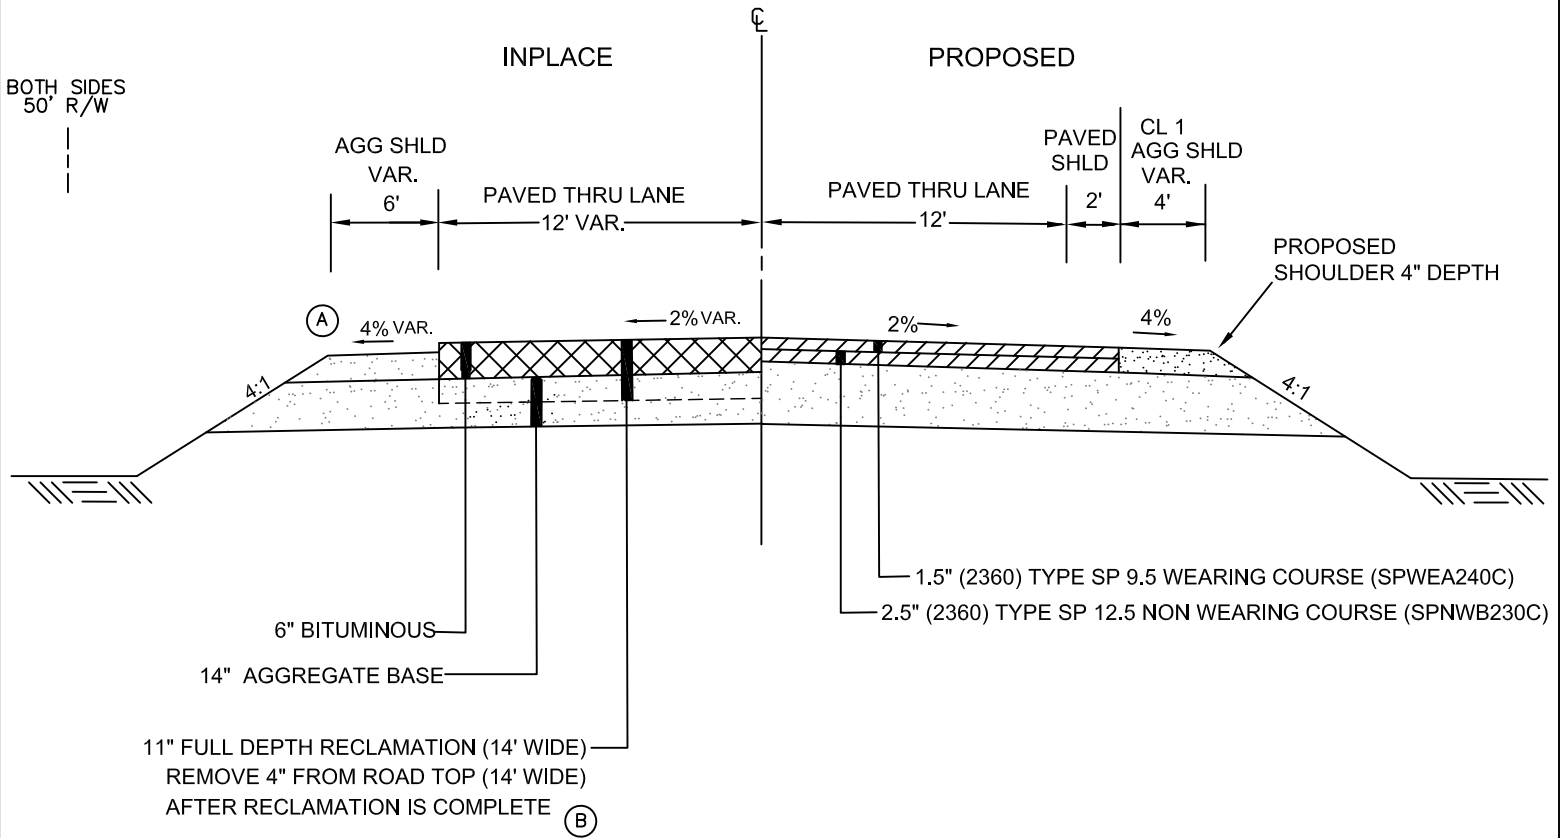 ℄
INPLACE
PROPOSED
BOTH SIDES
50' R/W
AGG SHLD
VAR.
6'
PAVED THRU LANE
12' VAR.
PAVED THRU LANE
12'
PAVED
SHLD
2'
CL 1
AGG SHLD
VAR.
4'
PROPOSED
SHOULDER 4" DEPTH
A
4% VAR.
2% VAR.
2%
4%
4:1
4:1
1.5" (2360) TYPE SP 9.5 WEARING COURSE (SPWEA240C)
2.5" (2360) TYPE SP 12.5 NON WEARING COURSE (SPNWB230C)
6" BITUMINOUS
14" AGGREGATE BASE
11" FULL DEPTH RECLAMATION (14' WIDE)
REMOVE 4" FROM ROAD TOP (14' WIDE)
AFTER RECLAMATION IS COMPLETE
B